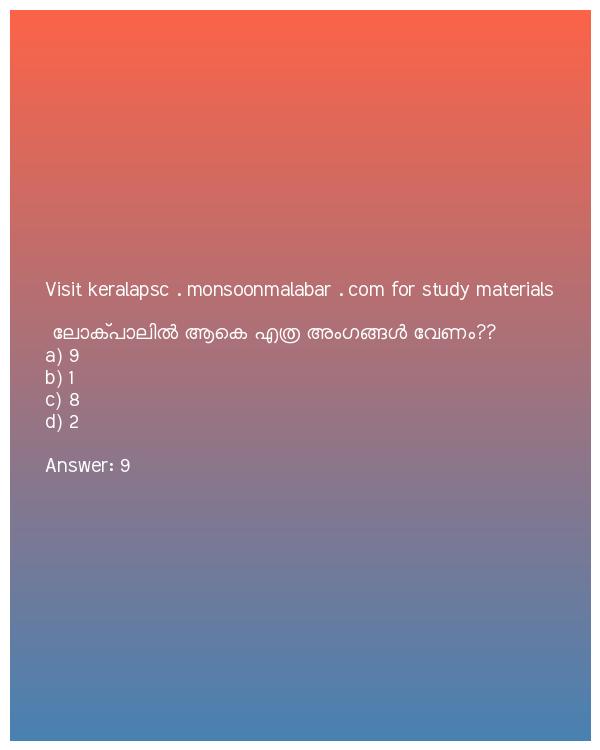 Visit keralapsc . monsoonmalabar . com for study materials
ലോക്പാലിൽ ആകെ എത്ര അംഗങ്ങൾ വേണം??
a) 9
b) 1
c) 8
d) 2
Answer: 9